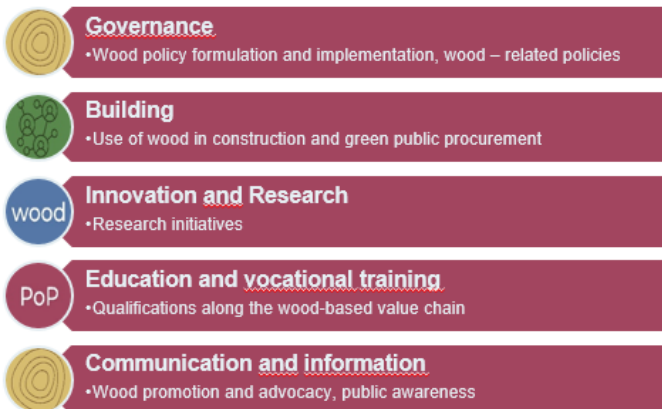 Governance
•Wood policy formulation and implementation, wood – related policies
Building
•Use of wood in construction and green public procurement
wood
Innovation and Research
•Research initiatives
PoP
Education and vocational training
•Qualifications along the wood-based value chain
Communication and information
•Wood promotion and advocacy, public awareness